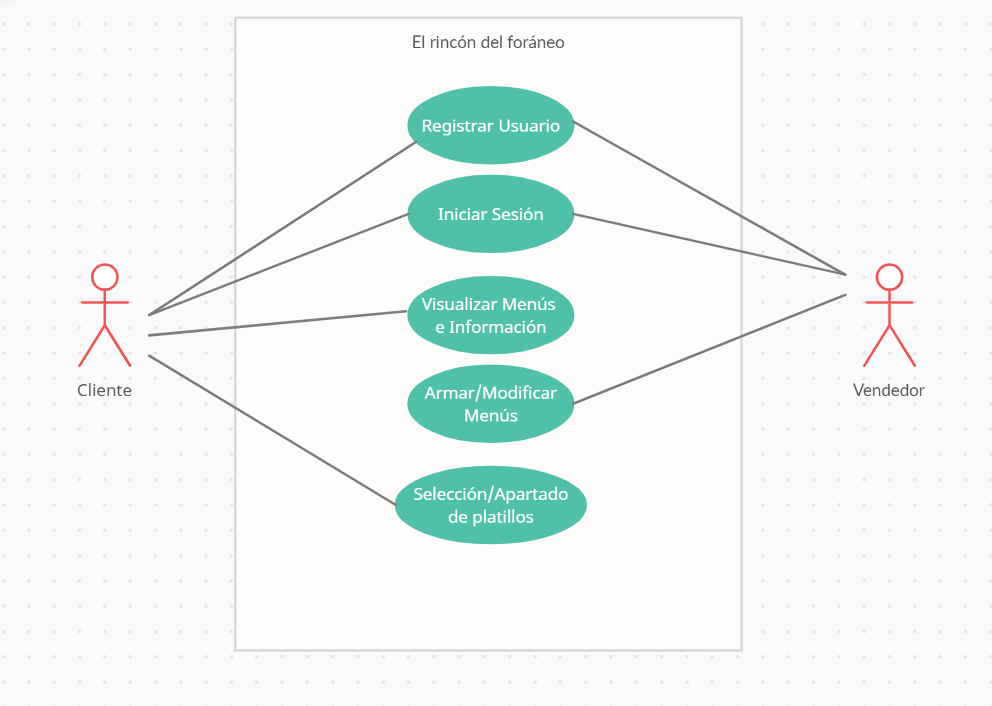 El rincón del foráneo
Registrar Usuario
Iniciar Sesión
Visualizar Menús
e Información
Armar/Modificar
Menús
Selección/Apartado
de platillos
Cliente
Vendedor